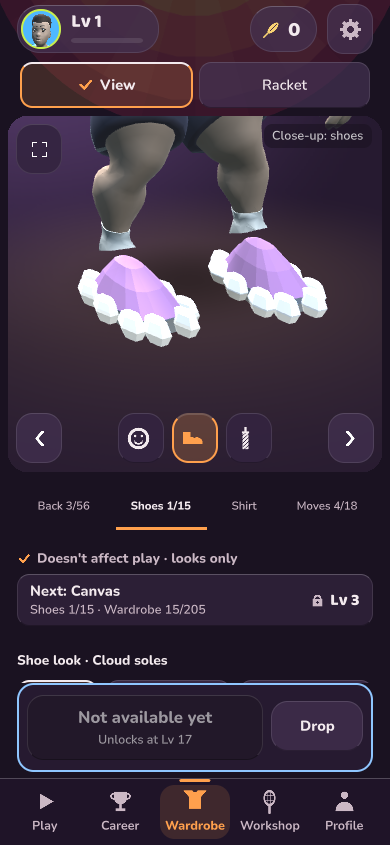 Lv 1
0
View
Racket
Close-up: shoes
Back 3/56
Shoes 1/15
Shirt
Moves 4/18
Doesn't affect play · looks only
Next: Canvas
Shoes 1/15 · Wardrobe 15/205
Lv 3
Shoe look · Cloud soles
Not available yet
Unlocks at Lv 17
Drop
Play
Career
Wardrobe
Workshop
Profile